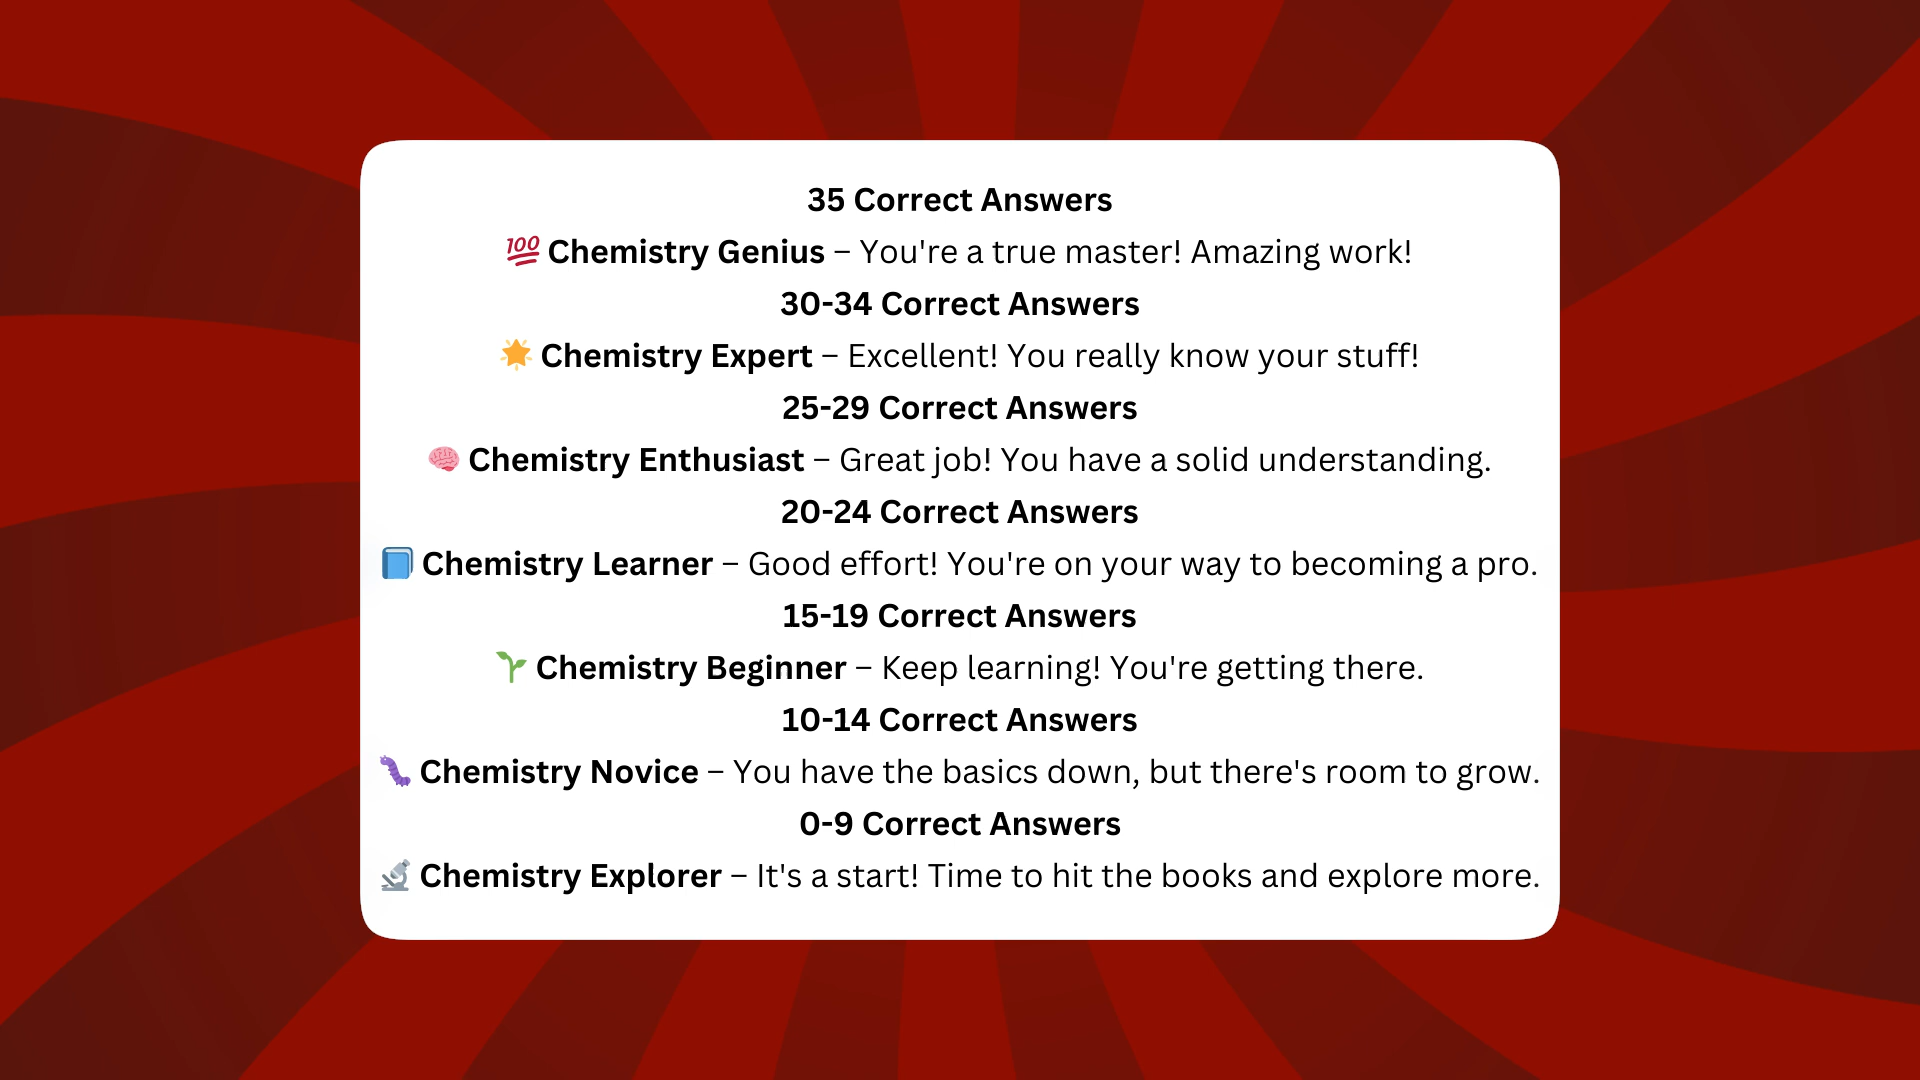 35 Correct Answers
💯 Chemistry Genius – You're a true master! Amazing work!
30-34 Correct Answers
🌟 Chemistry Expert – Excellent! You really know your stuff!
25-29 Correct Answers
🧠 Chemistry Enthusiast – Great job! You have a solid understanding.
20-24 Correct Answers
📘 Chemistry Learner – Good effort! You're on your way to becoming a pro.
15-19 Correct Answers
🌱 Chemistry Beginner – Keep learning! You're getting there.
10-14 Correct Answers
🐛 Chemistry Novice – You have the basics down, but there's room to grow.
0-9 Correct Answers
🔬 Chemistry Explorer – It's a start! Time to hit the books and explore more.